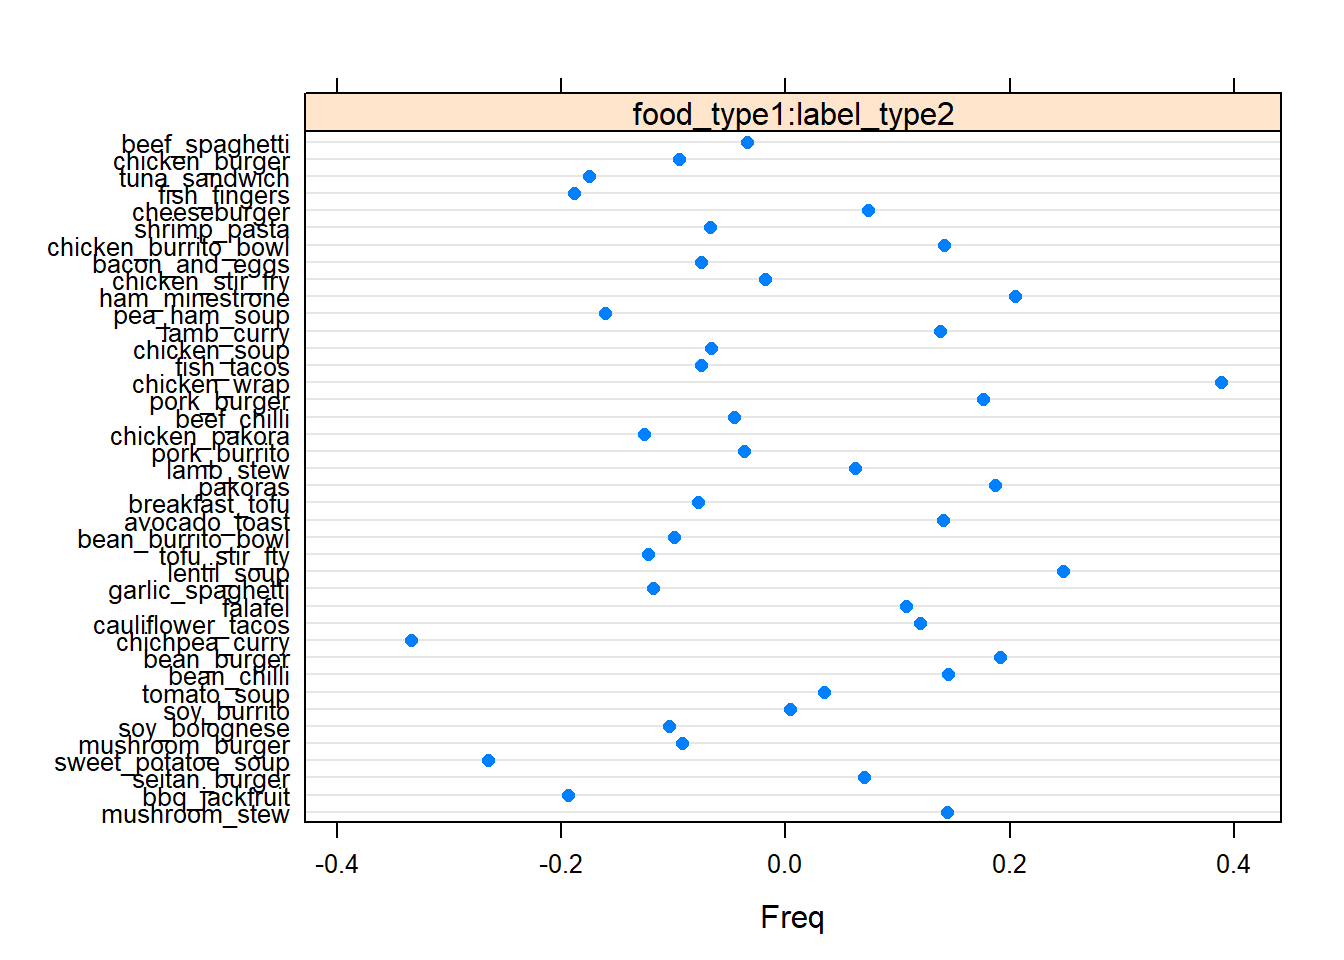 food_type1:label_type2
beef_spaghetti
chicken_burger
tuna_sandwich
fish_fingers
cheeseburger
shrimp_pasta
chicken_burrito_bowl
bacon_and_eggs
chicken_stir_fry
ham_minestrone
pea_ham_soup
lamb_curry
chicken_soup
fish_tacos
chicken_wrap
pork_burger
beef_chilli
chicken_pakora
pork_burrito
lamb_stew
pakoras
breakfast_tofu
avocado_toast
bean_burrito_bowl
tofu_stir_fty
lentil_soup
garlic_spaghetti
falafel
cauliflower_tacos
chichpea_curry
bean_burger
bean_chilli
tomato_soup
soy_burrito
soy_bolognese
mushroom_burger
sweet_potatoe_soup
seitan_burger
bbq_jackfruit
mushroom_stew
-0.4 -0.2 0.0 0.2 0.4
Freq